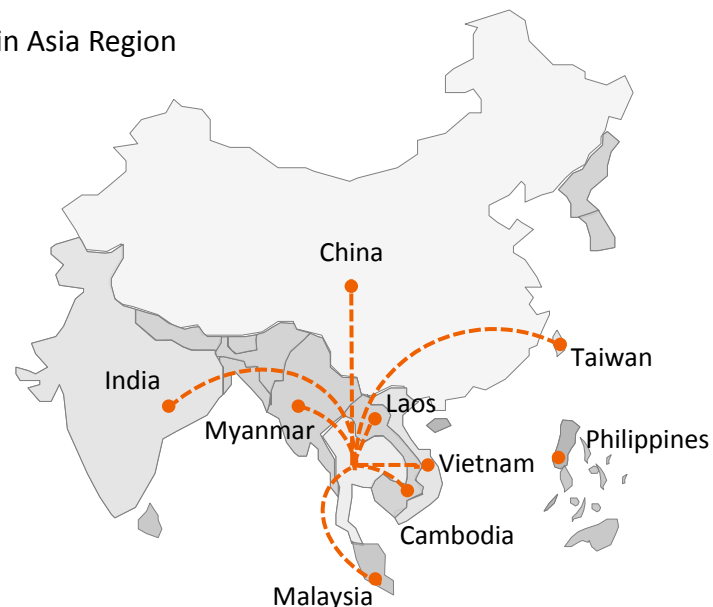 in Asia Region
China
Taiwan
India
Laos
Myanmar
Philippines
Vietnam
Cambodia
Malaysia